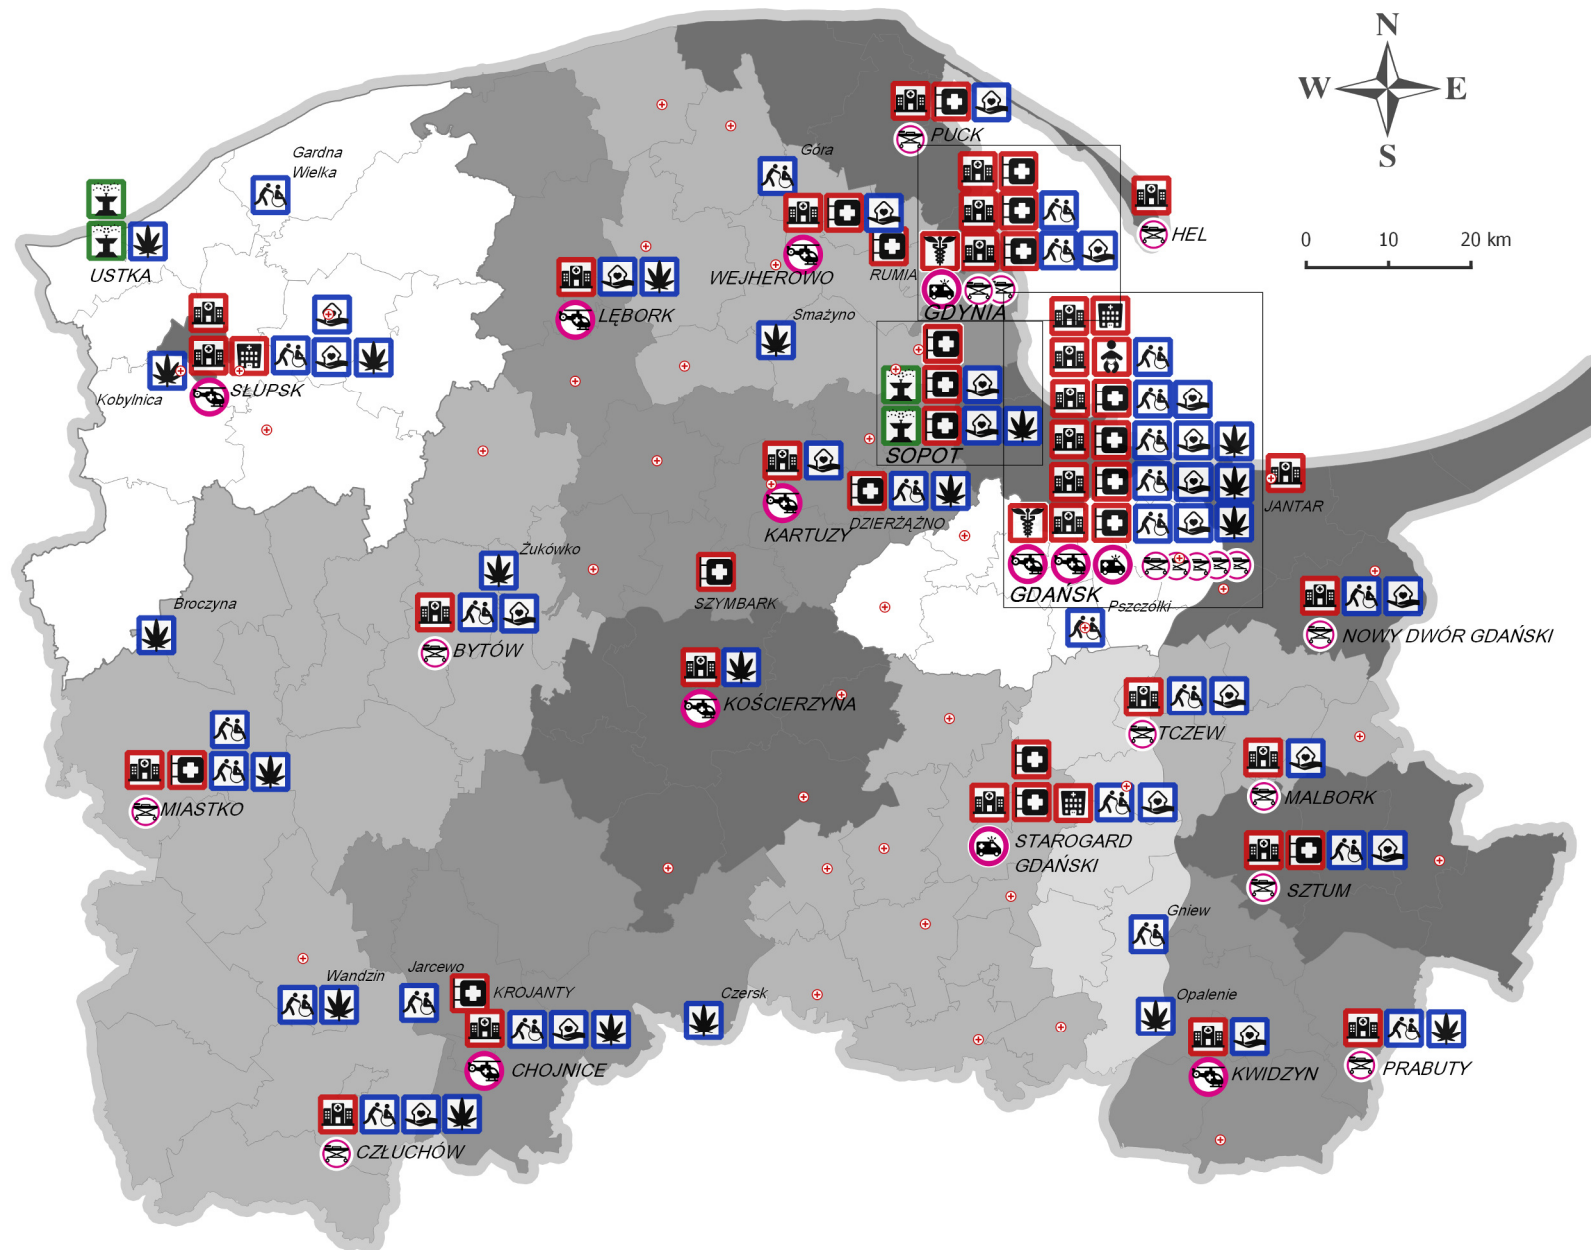 N
W E
S
0 10 20 km
Gardna
Wielka
Góra
PUCK
HEL
USTKA
WEJHEROWO
RUMIA
GDYNIA
LĘBORK
Smażyno
SŁUPSK
Kobylnica
SOPOT
KARTUZY
DZIERŻĄŻNO
JANTAR
Żukówko
SZYMBARK
GDAŃSK
Pszczółki
Broczyna
BYTÓW
NOWY DWÓR GDAŃSKI
KOŚCIERZYNA
TCZEW
MIASTKO
MALBORK
STAROGARD
GDAŃSKI
SZTUM
Gniew
Wandzin
Jarcewo
KROJANTY
Czersk
Opalenie
CHOJNICE
KWIDZYN
PRABUTY
CZŁUCHÓW